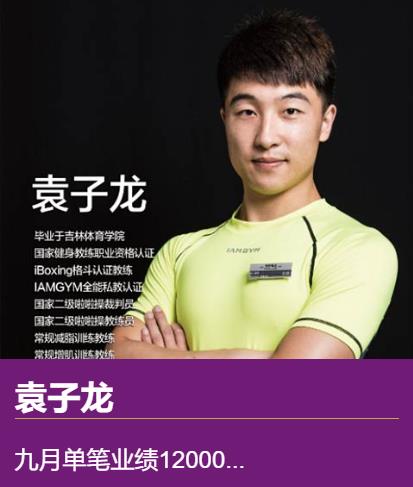 袁子龙
毕业于吉林体育学院
国家健身教练职业资格认证
iBoxing格斗认证教练
IAMGYM全能私教认证
国家二级啦啦操裁判员
国家二级啦啦操教练员
常规减脂训练教练
常规增肌训练教练
IAMGYM
袁子龙
九月单笔业绩12000...